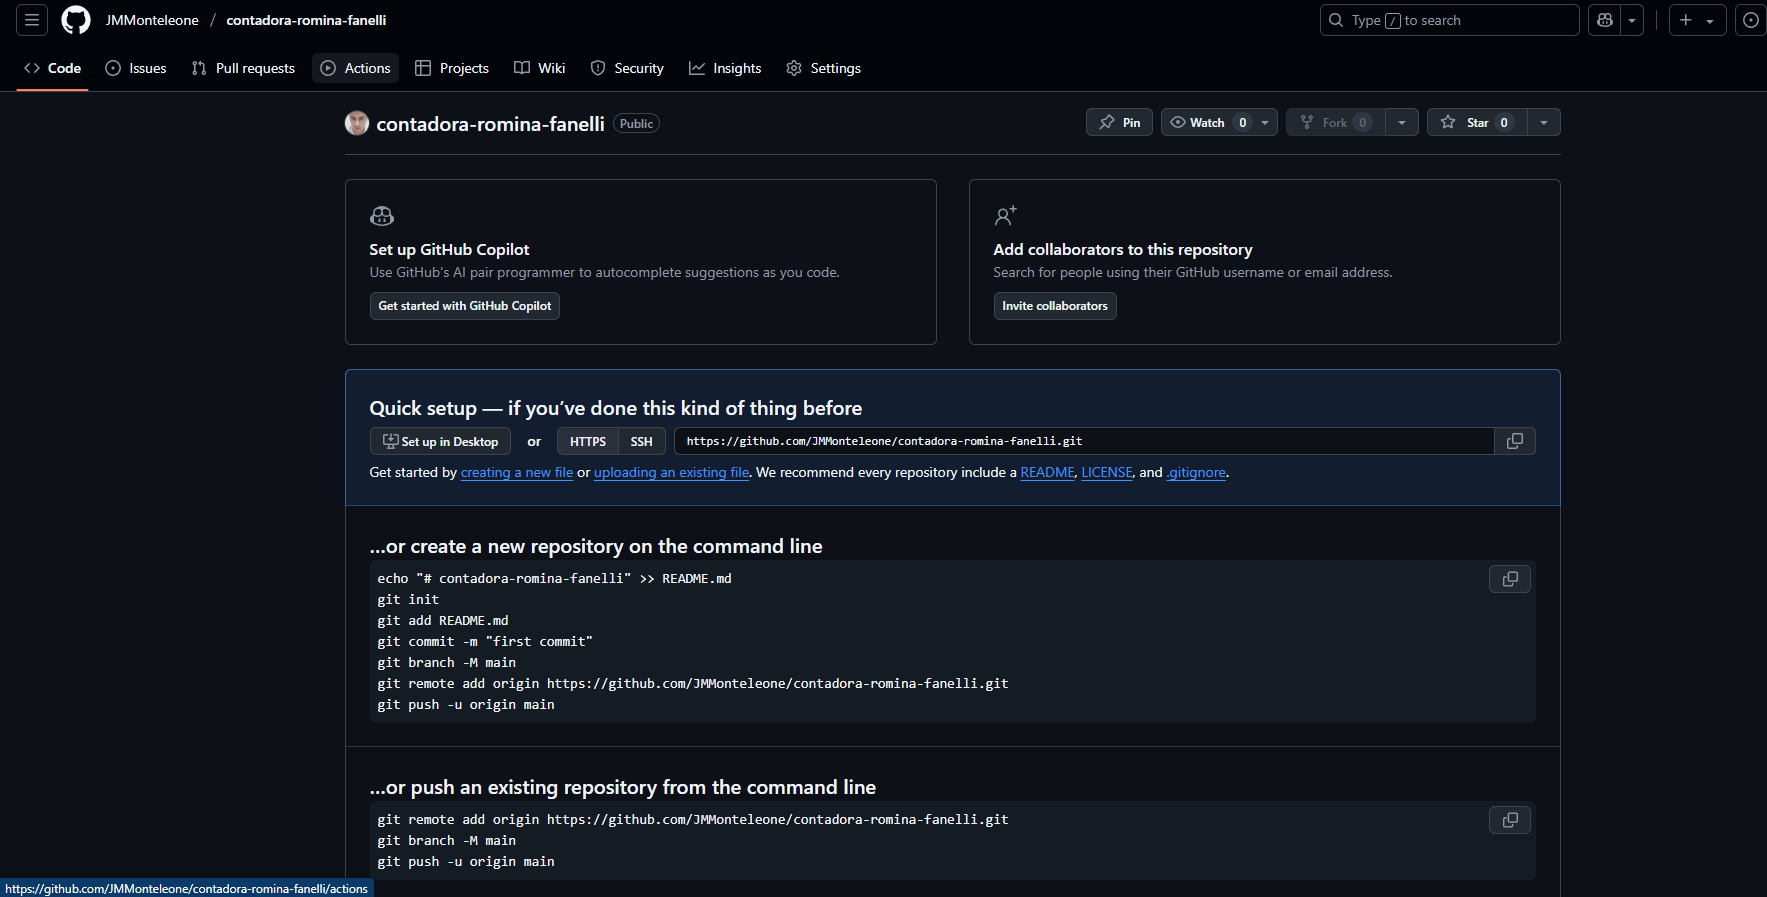 JMMonteleone / contadora-romina-fanelli
Type / to search
Code Issues Pull requests Actions Projects Wiki Security Insights Settings
contadora-romina-fanelli Public
Pin Watch 0 Fork 0 Star 0
Set up GitHub Copilot
Use GitHub's AI pair programmer to autocomplete suggestions as you code.
Get started with GitHub Copilot
Add collaborators to this repository
Search for people using their GitHub username or email address.
Invite collaborators
Quick setup — if you’ve done this kind of thing before
Set up in Desktop or HTTPS SSH https://github.com/JMMonteleone/contadora-romina-fanelli.git
Get started by creating a new file or uploading an existing file. We recommend every repository include a README, LICENSE, and .gitignore.
…or create a new repository on the command line
echo "# contadora-romina-fanelli" >> README.md
git init
git add README.md
git commit -m "first commit"
git branch -M main
git remote add origin https://github.com/JMMonteleone/contadora-romina-fanelli.git
git push -u origin main
…or push an existing repository from the command line
git remote add origin https://github.com/JMMonteleone/contadora-romina-fanelli.git
git branch -M main
git push -u origin main
https://github.com/JMMonteleone/contadora-romina-fanelli/actions